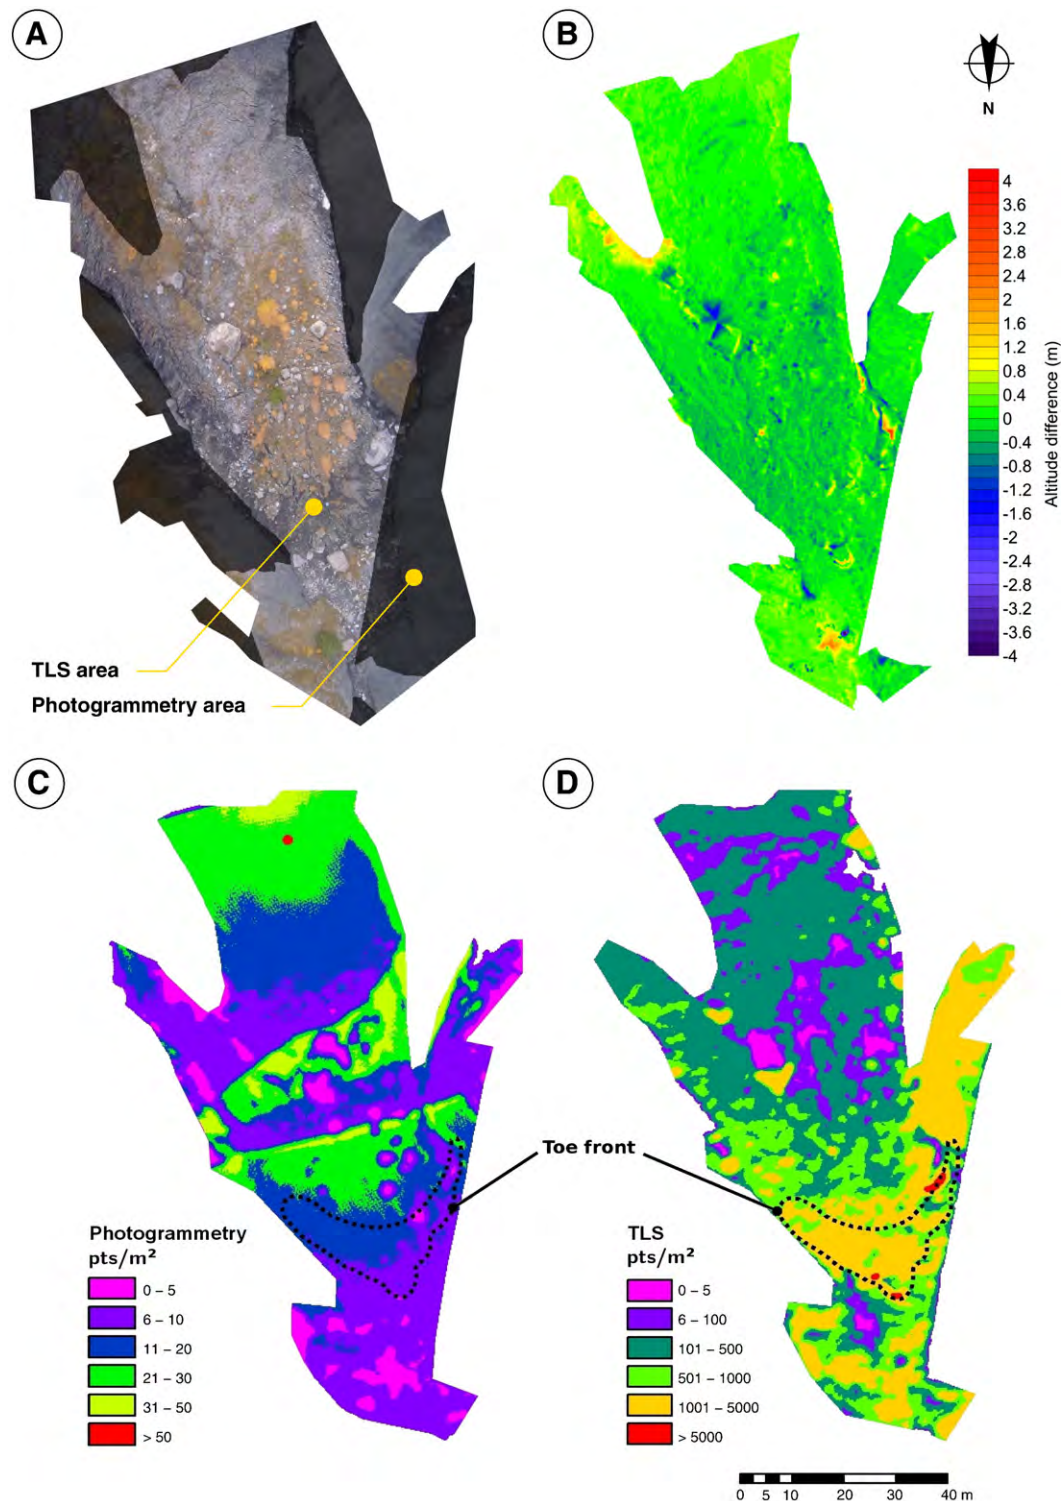 A
B
N
4
3.6
3.2
2.8
2.4
2
1.6
1.2
0.8
0.4
0
-0.4
-0.8
-1.2
-1.6
-2
-2.4
-2.8
-3.2
-3.6
-4
Altitude difference (m)
TLS area
Photogrammetry area
C
D
Toe front
Photogrammetry
pts/m²
0 – 5
6 – 10
11 – 20
21 – 30
31 – 50
> 50
TLS
pts/m²
0 – 5
6 – 100
101 – 500
501 – 1000
1001 – 5000
> 5000
0 5 10 20 30 40 m